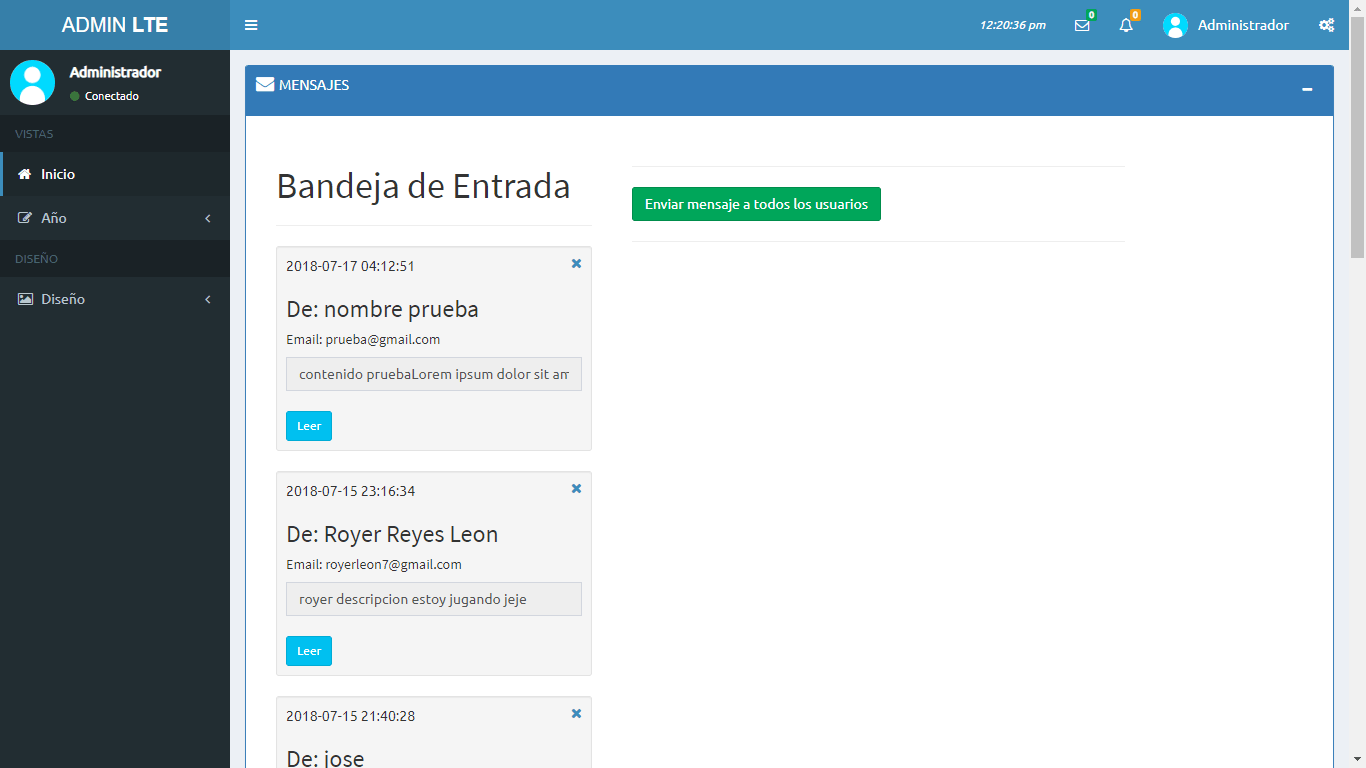 ADMIN LTE
12:20:36 pm
0
0
Administrador
Administrador
Conectado
VISTAS
Inicio
Año
DISEÑO
Diseño
MENSAJES
Bandeja de Entrada
Enviar mensaje a todos los usuarios
2018-07-17 04:12:51
De: nombre prueba
Email: prueba@gmail.com
contenido pruebaLorem ipsum dolor sit am
Leer
2018-07-15 23:16:34
De: Royer Reyes Leon
Email: royerleon7@gmail.com
royer descripcion estoy jugando jeje
Leer
2018-07-15 21:40:28
De: jose